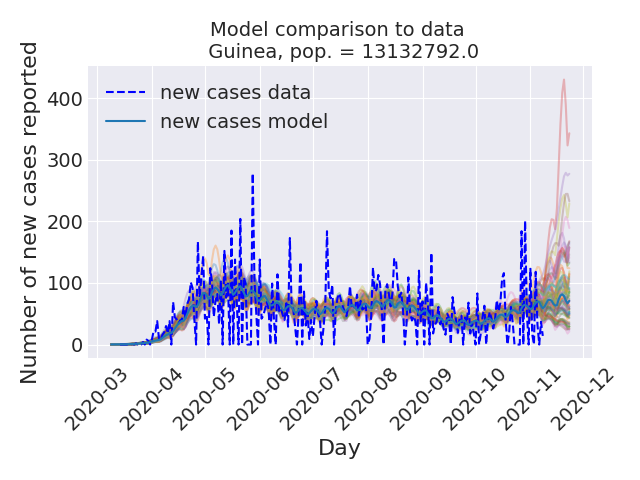 Model comparison to data
Guinea, pop. = 13132792.0
Number of new cases reported
400
300
200
100
0
new cases data
new cases model
2020-03
2020-04
2020-05
2020-06
2020-07
2020-08
2020-09
2020-10
2020-11
2020-12
Day